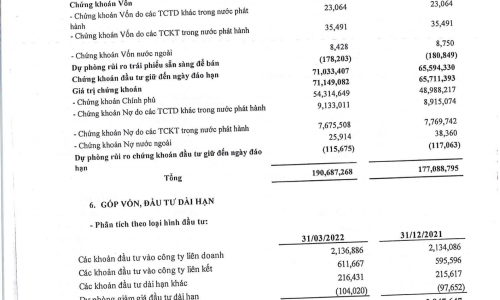 Chứng khoán Vốn
- Chứng khoán Vốn do các TCTD khác trong nước phát hành 23,064 23,064
- Chứng khoán Vốn do các TCKT trong nước phát hành 35,491 35,491
- Chứng khoán Vốn nước ngoài 8,428 8,750
Dự phòng rủi ro trái phiếu sẵn sàng để bán (178,203) (180,849)
Chứng khoán đầu tư giữ đến ngày đáo hạn 71,033,407 65,594,330
Giá trị chứng khoán 71,149,082 65,711,393
- Chứng khoán Chính phủ 54,314,649 48,988,217
- Chứng khoán Nợ do các TCTD khác trong nước phát hành 9,133,011 8,915,074
- Chứng khoán Nợ do các TCKT trong nước phát hành 7,675,508 7,769,742
- Chứng khoán Nợ nước ngoài 25,914 38,360
Dự phòng rủi ro chứng khoán đầu tư giữ đến ngày đáo hạn (115,675) (117,063)
Tổng 190,687,268 177,088,795
6. GÓP VỐN, ĐẦU TƯ DÀI HẠN
- Phân tích theo loại hình đầu tư:
31/03/2022 31/12/2021
Các khoản đầu tư vào công ty liên doanh 2,136,886 2,134,086
Các khoản đầu tư vào công ty liên kết 611,667 595,596
Các khoản đầu tư dài hạn khác 216,431 215,617
Dự phòng giảm giá đầu tư dài hạn (104,020) (97,652)